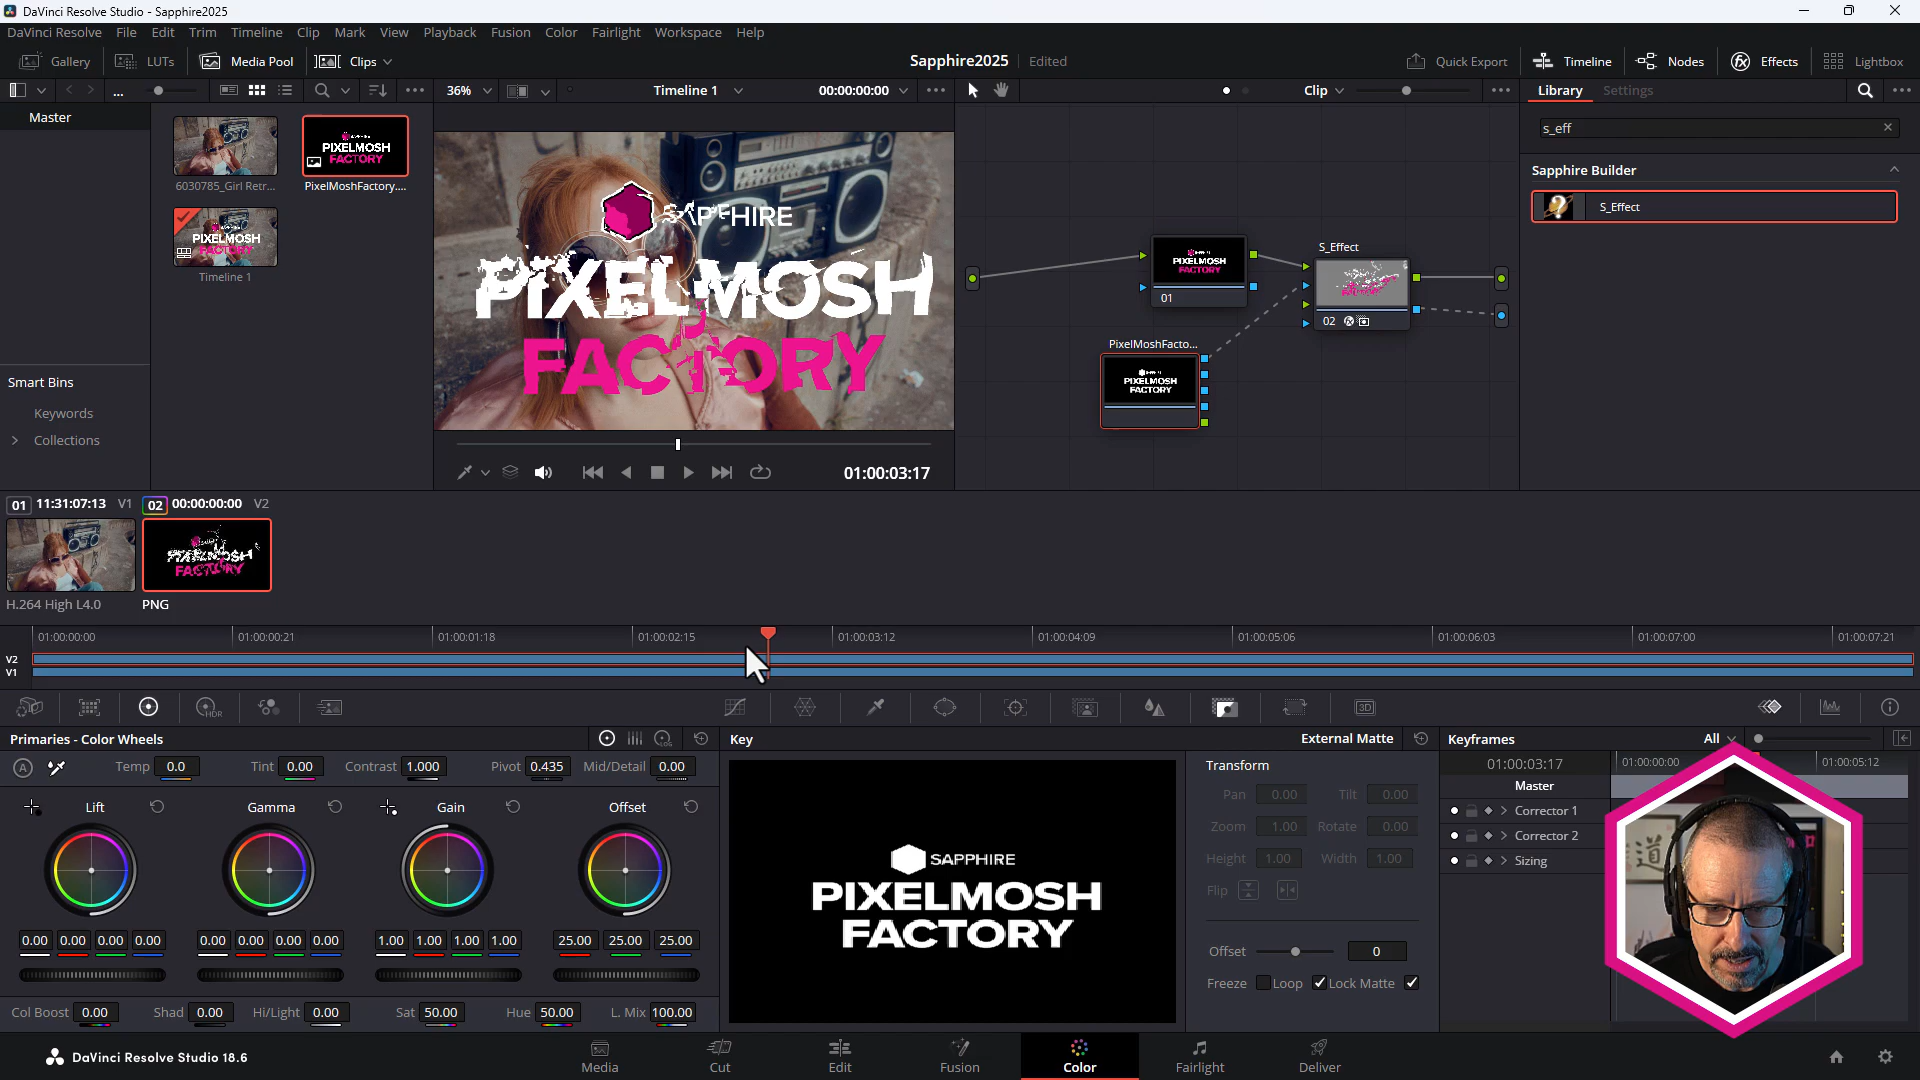 DaVinci Resolve Studio - Sapphire2025
DaVinci Resolve File Edit Trim Timeline Clip Mark View Playback Fusion Color Fairlight Workspace Help
Gallery LUTs Media Pool Clips Sapphire2025 Edited Quick Export Timeline Nodes Effects Lightbox
... 36% Timeline 1 00:00:00:00 Clip Library Settings
Master
s_eff
Sapphire Builder
S_Effect
PIXELMOSH
FACTORY
6030785_Girl Retr...
PixelMoshFactory....
PIXELMOSH
FACTORY
Timeline 1
SAPPHIRE
PIXELMOSH
FACTORY
PIXELMOSH
FACTORY
01
S_Effect
02
PixelMoshFacto...
PIXELMOSH
FACTORY
Smart Bins
Keywords
Collections
01:00:03:17
01 11:31:07:13 V1 02 00:00:00:00 V2
PIXELMOSH
FACTORY
H.264 High L4.0 PNG
01:00:00:00 01:00:00:21 01:00:01:18 01:00:02:15 01:00:03:12 01:00:04:09 01:00:05:06 01:00:06:03 01:00:07:00 01:00:07:21
V2
V1
HDR 3D
Primaries - Color Wheels LOG Key External Matte Keyframes All
A Temp 0.0 Tint 0.00 Contrast 1.000 Pivot 0.435 Mid/Detail 0.00
Lift Gamma Gain Offset
0.00 0.00 0.00 0.00 0.00 0.00 0.00 0.00 1.00 1.00 1.00 1.00 25.00 25.00 25.00
Col Boost 0.00 Shad 0.00 Hi/Light 0.00 Sat 50.00 Hue 50.00 L. Mix 100.00
SAPPHIRE
PIXELMOSH
FACTORY
Transform
Pan 0.00 Tilt 0.00
Zoom 1.00 Rotate 0.00
Height 1.00 Width 1.00
Flip
Offset 0
Freeze Loop Lock Matte
01:00:03:17 01:00:00:00 01:00:05:12
Master
Corrector 1
Corrector 2
Sizing
DaVinci Resolve Studio 18.6
Media Cut Edit Fusion Color Fairlight Deliver